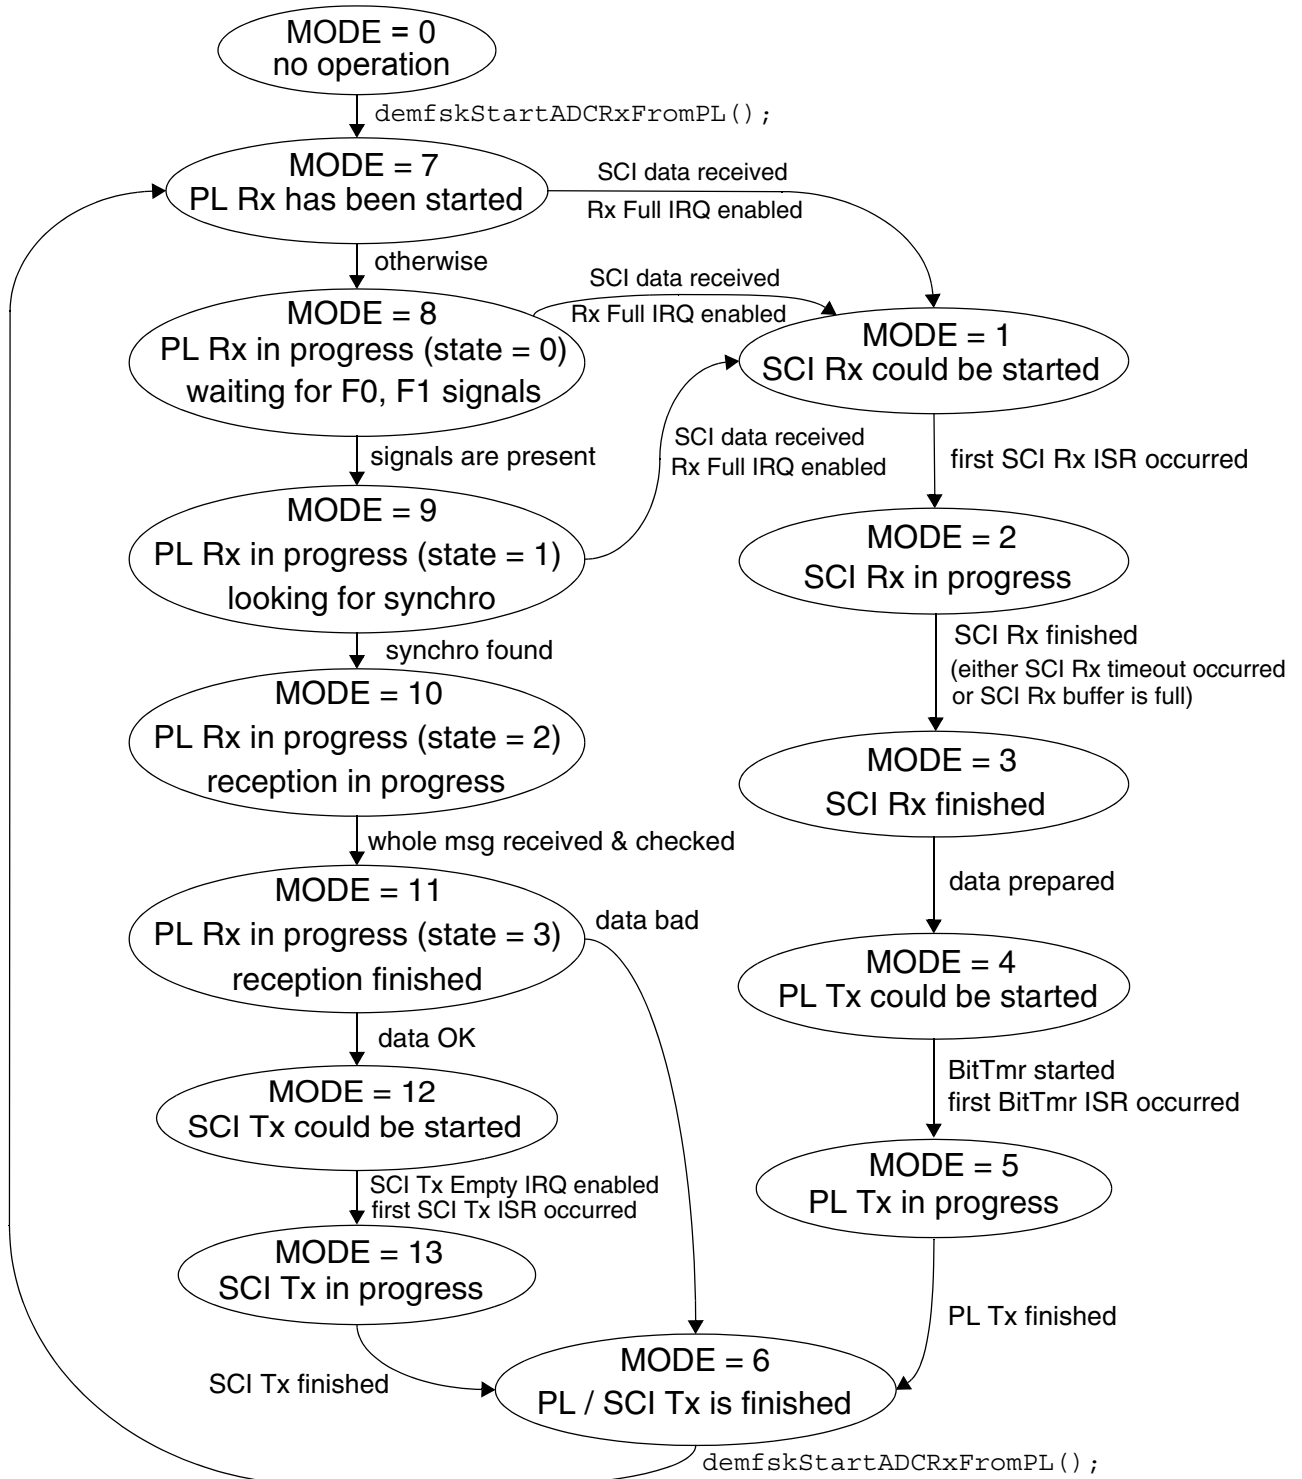 MODE = 0
no operation
demfskStartADCRxFromPL();
MODE = 7
PL Rx has been started
SCI data received
Rx Full IRQ enabled
otherwise
SCI data received
Rx Full IRQ enabled
MODE = 8
PL Rx in progress (state = 0)
waiting for F0, F1 signals
MODE = 1
SCI Rx could be started
signals are present
SCI data received
Rx Full IRQ enabled
first SCI Rx ISR occurred
MODE = 9
PL Rx in progress (state = 1)
looking for synchro
MODE = 2
SCI Rx in progress
synchro found
SCI Rx finished
(either SCI Rx timeout occurred
or SCI Rx buffer is full)
MODE = 10
PL Rx in progress (state = 2)
reception in progress
MODE = 3
SCI Rx finished
whole msg received & checked
data prepared
MODE = 11
PL Rx in progress (state = 3)
reception finished
data bad
MODE = 4
PL Tx could be started
data OK
BitTmr started
first BitTmr ISR occurred
MODE = 12
SCI Tx could be started
MODE = 5
PL Tx in progress
SCI Tx Empty IRQ enabled
first SCI Tx ISR occurred
MODE = 13
SCI Tx in progress
PL Tx finished
SCI Tx finished
MODE = 6
PL / SCI Tx is finished
demfskStartADCRxFromPL();